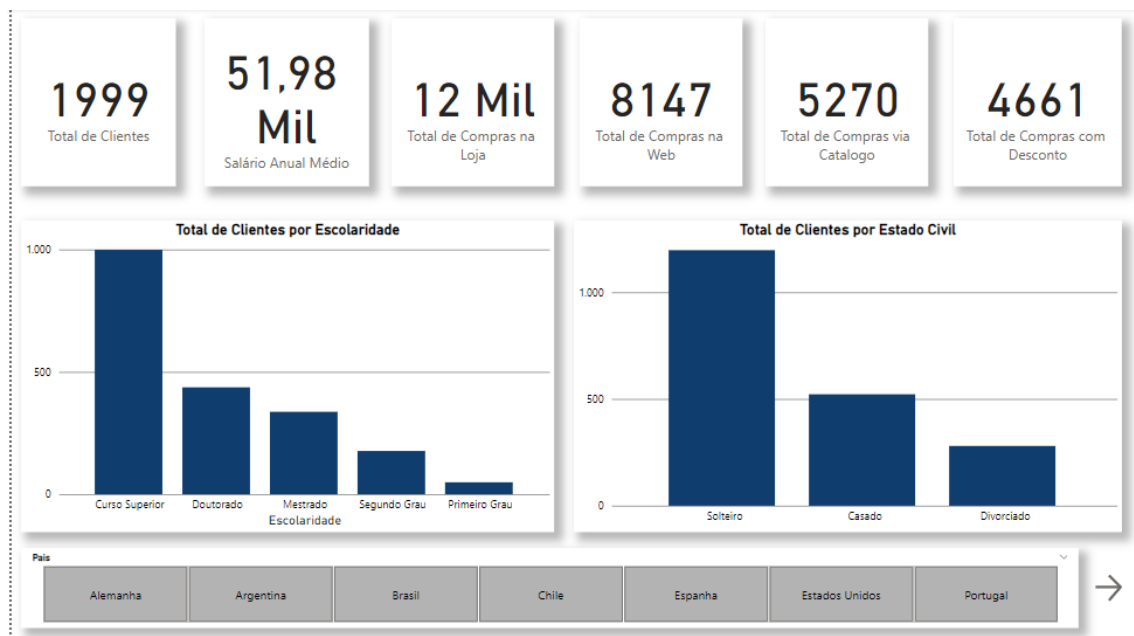 1999
Total de Clientes
51,98
Mil
Salário Anual Médio
12 Mil
Total de Compras na
Loja
8147
Total de Compras na
Web
5270
Total de Compras via
Catalogo
4661
Total de Compras com
Desconto
Total de Clientes por Escolaridade
1.000
500
0
Curso Superior
Doutorado
Mestrado
Segundo Grau
Primeiro Grau
Escolaridade
Total de Clientes por Estado Civil
1.000
500
0
Solteiro
Casado
Divorciado
Pais
Alemanha
Argentina
Brasil
Chile
Espanha
Estados Unidos
Portugal